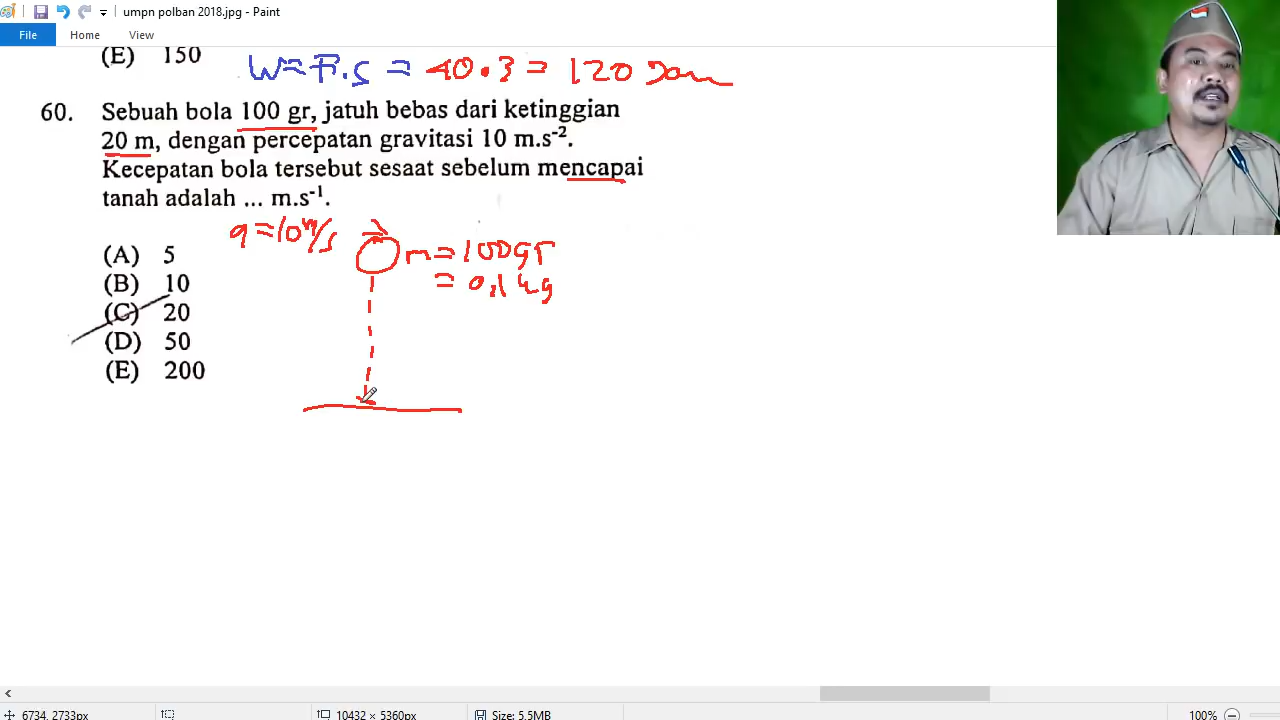 umpn polban 2018.jpg - Paint
File Home View
(E) 150
W = F.S = 40.3 = 120 Joule
60. Sebuah bola 100 gr, jatuh bebas dari ketinggian
20 m, dengan percepatan gravitasi 10 m.s-2.
Kecepatan bola tersebut sesaat sebelum mencapai
tanah adalah ... m.s-1.
g = 10 m/s
m = 100 gr
= 0,1 kg
(A) 5
(B) 10
(C) 20
(D) 50
(E) 200
6734, 2733px
10432 × 5360px
Size: 5.5MB
100%